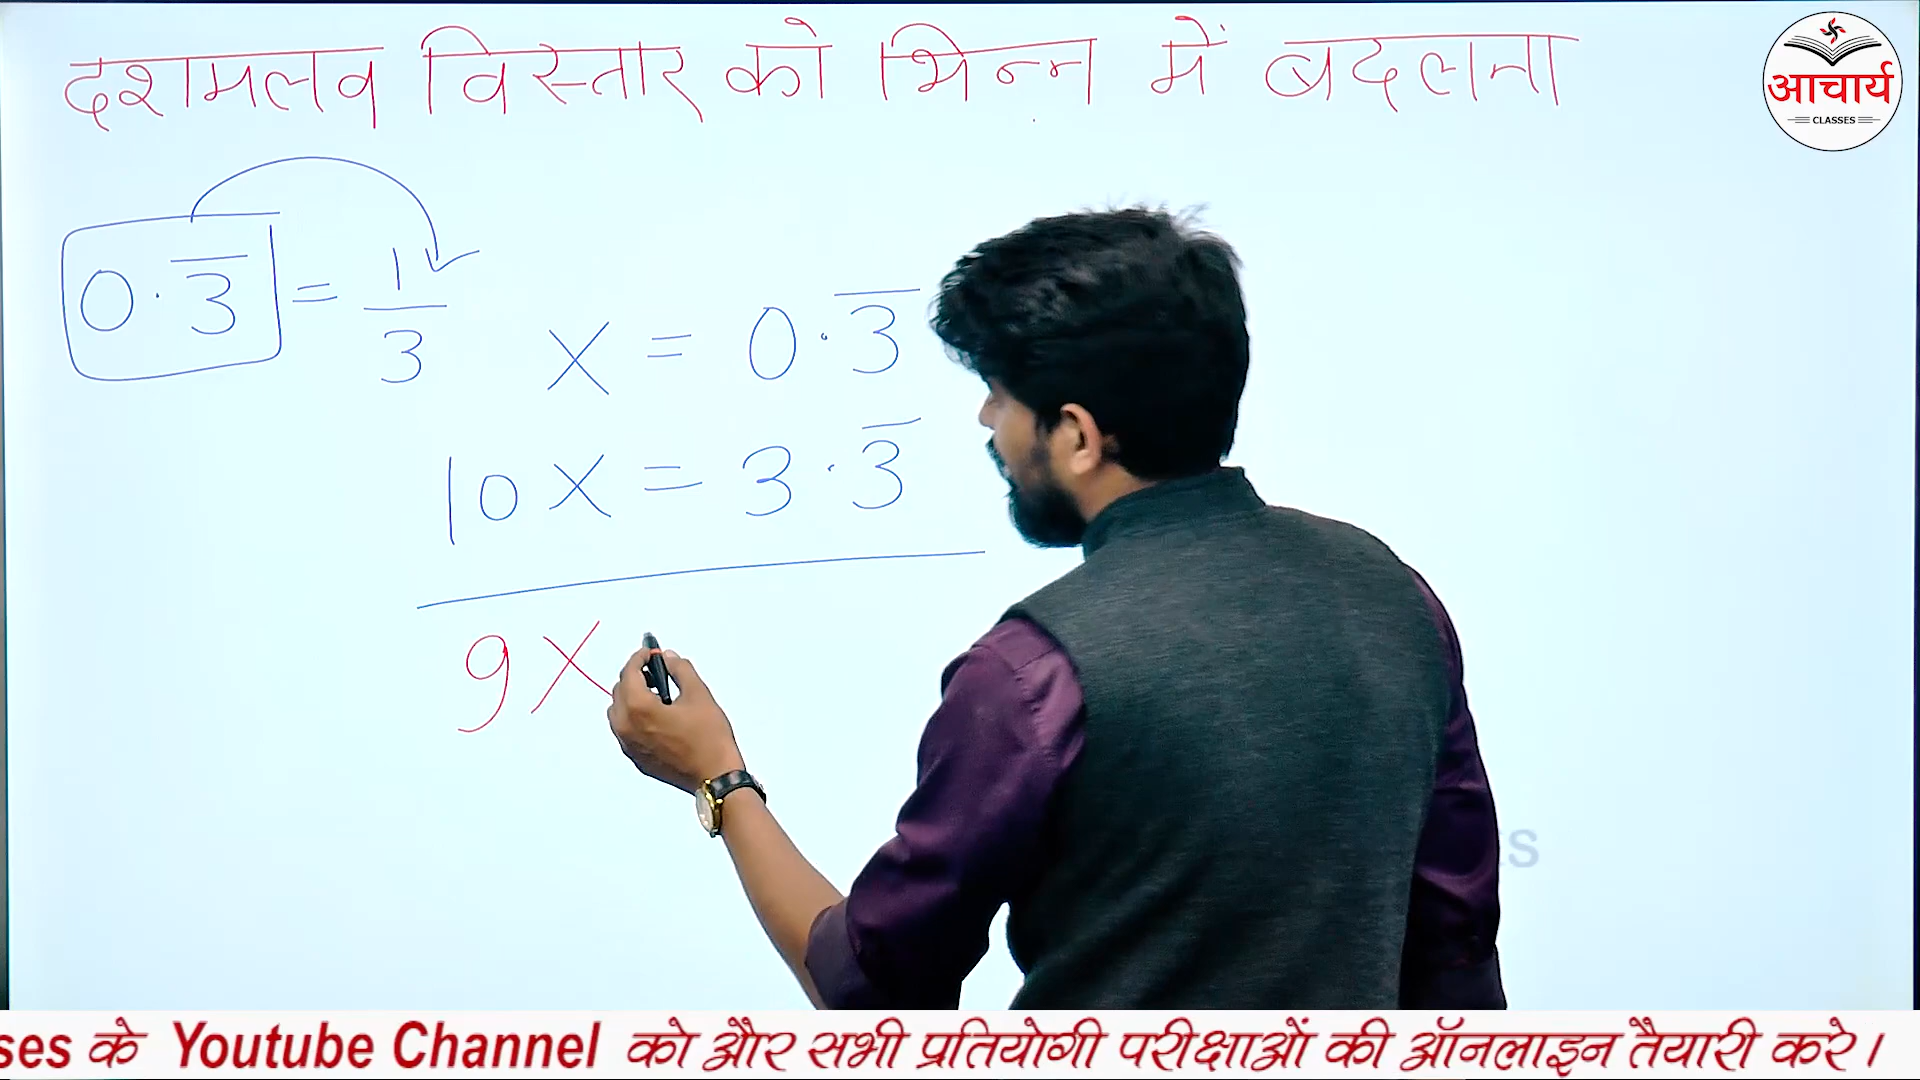 दशमलव विस्तार को भिन्न में बदलना
आचार्य
CLASSES
0.3̅ = 1/3
x = 0.3̅
10x = 3.3̅
9x
ses के Youtube Channel को और सभी प्रतियोगी परीक्षाओं की ऑनलाइन तैयारी करे।